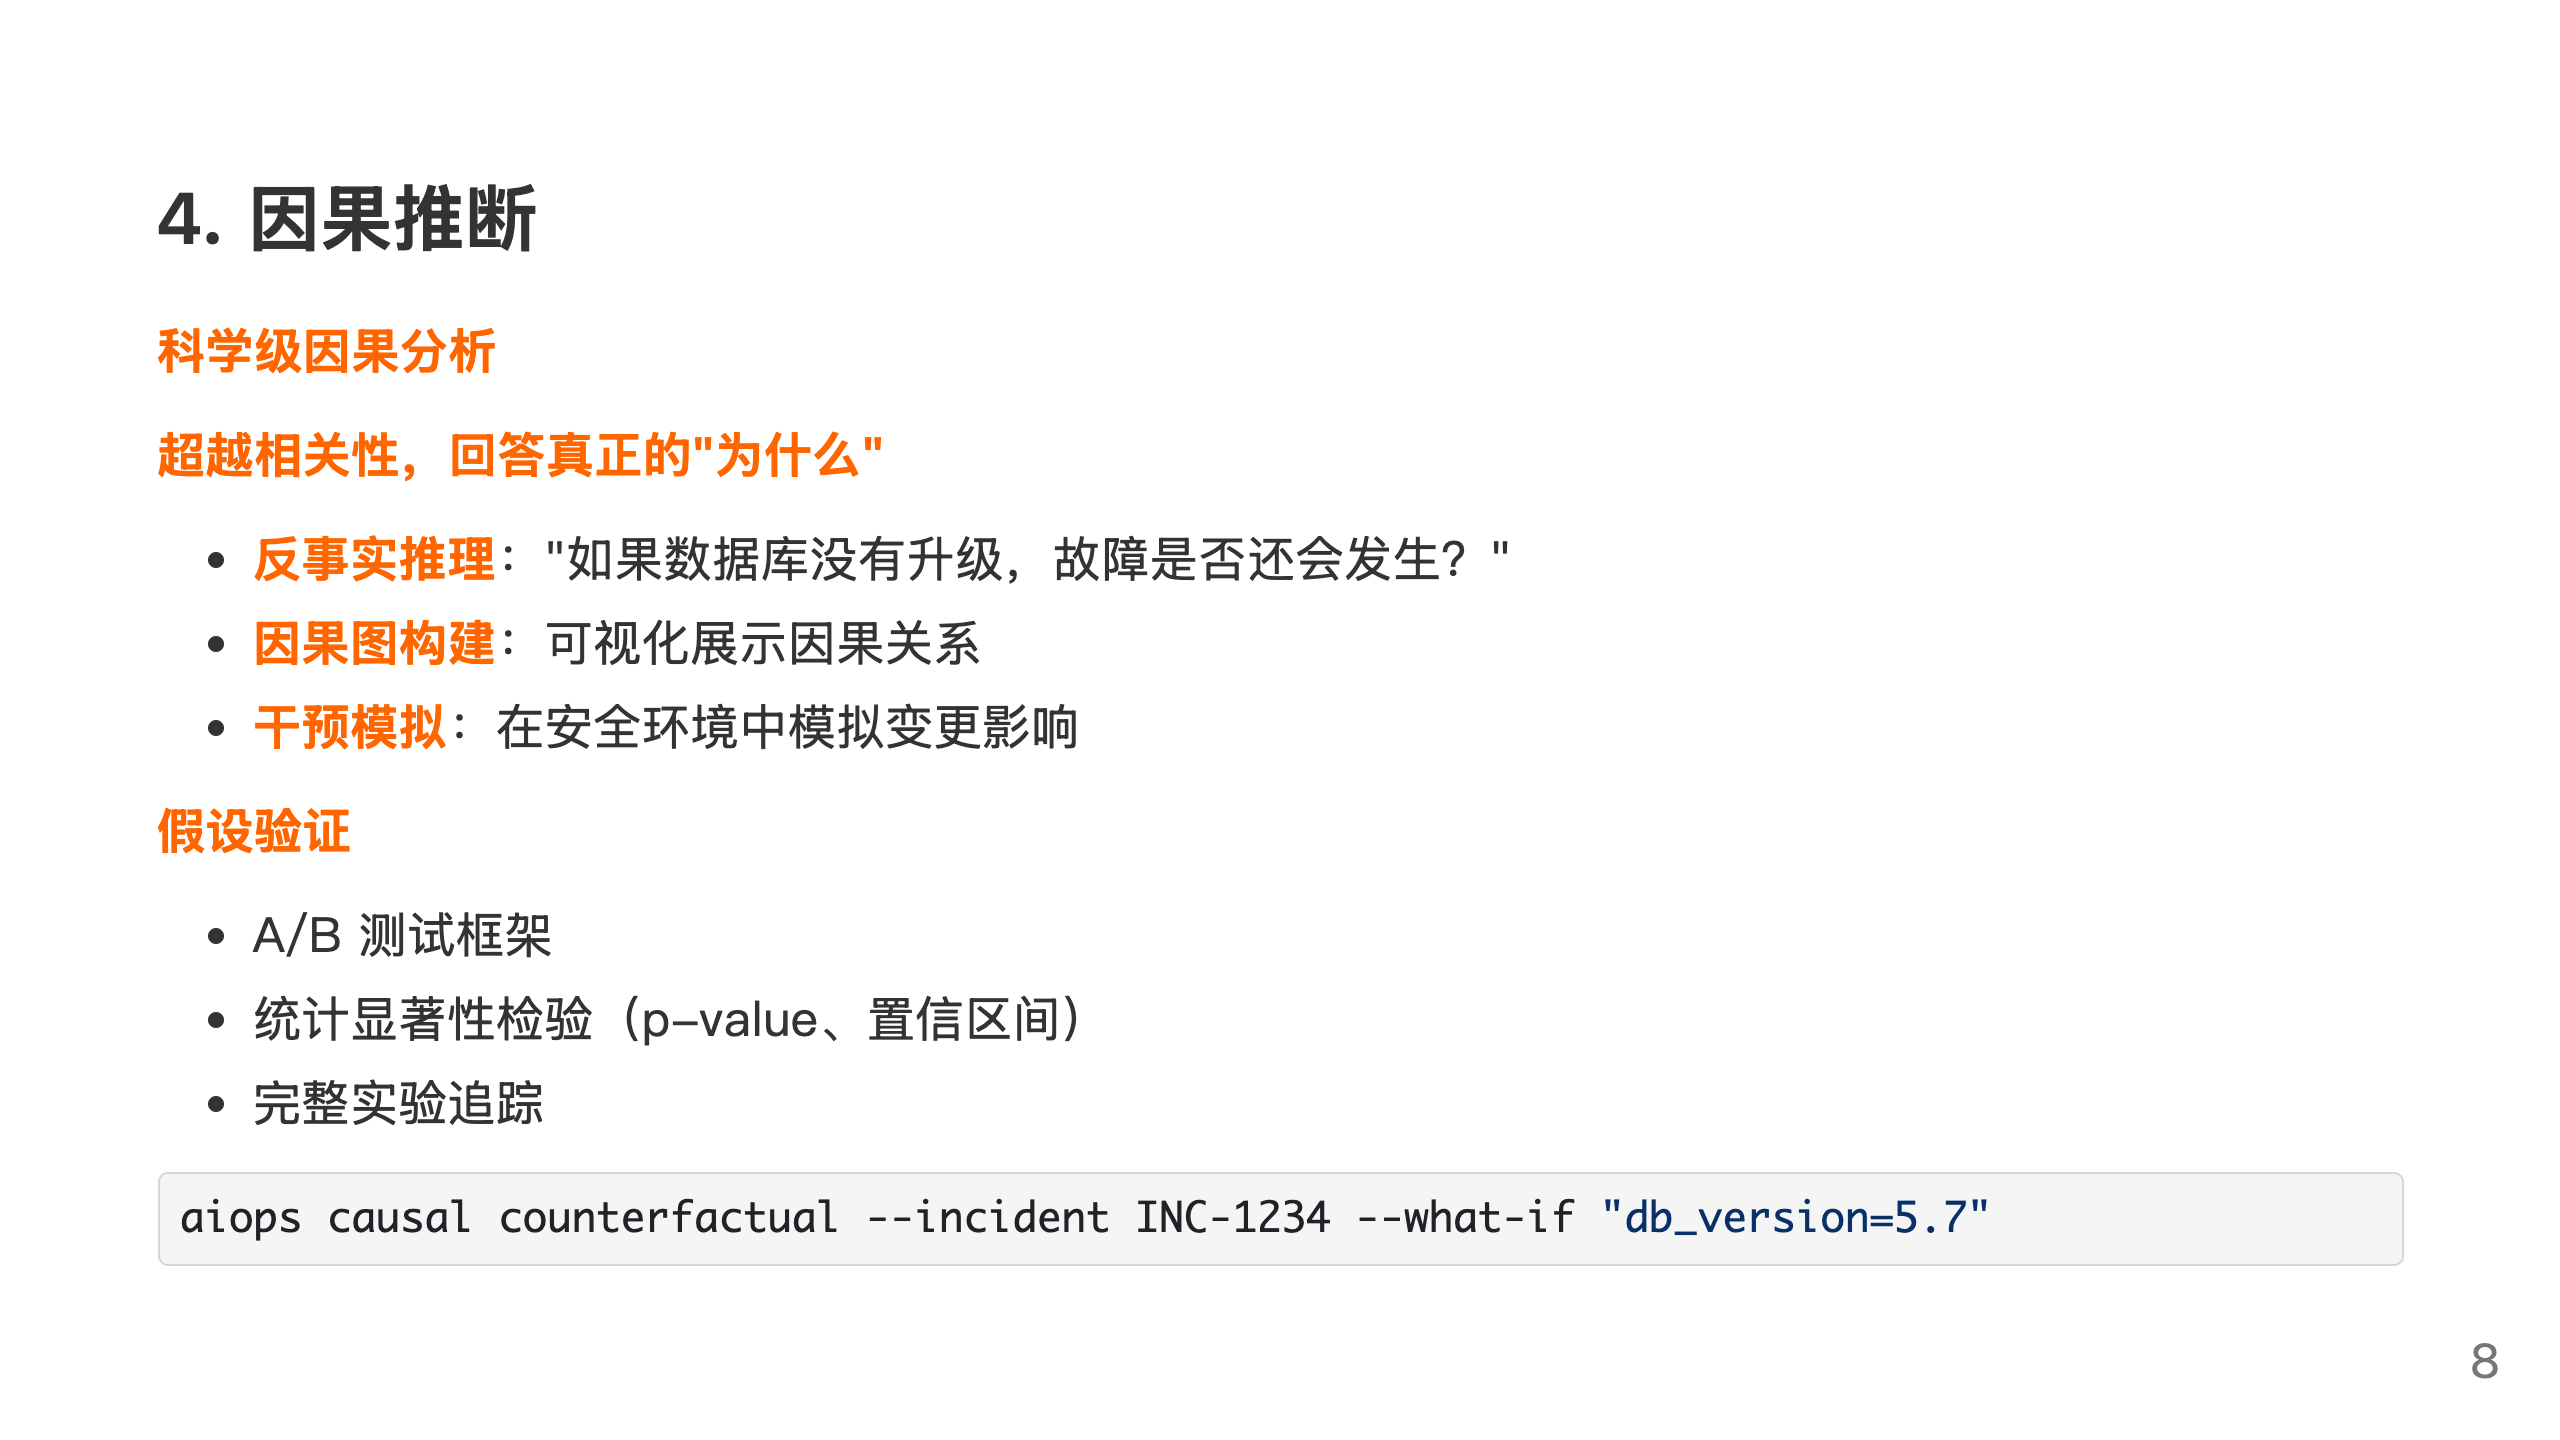 4. 因果推断
科学级因果分析
超越相关性，回答真正的"为什么"
• 反事实推理："如果数据库没有升级，故障是否还会发生？"
• 因果图构建：可视化展示因果关系
• 干预模拟：在安全环境中模拟变更影响
假设验证
• A/B 测试框架
• 统计显著性检验（p-value、置信区间）
• 完整实验追踪
aiops causal counterfactual --incident INC-1234 --what-if "db_version=5.7"
8